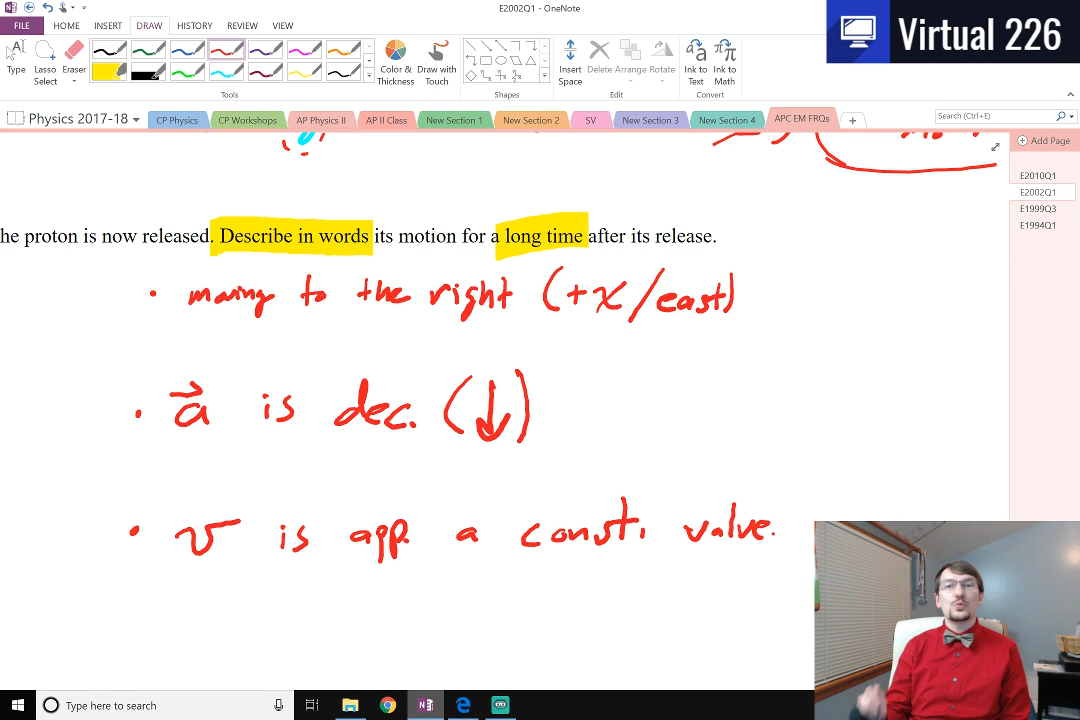 E2002Q1 - OneNote
FILE HOME INSERT DRAW HISTORY REVIEW VIEW
Virtual 226
Type
Lasso Select
Eraser
Color & Thickness
Draw with Touch
Insert Space
Delete
Arrange
Rotate
Ink to Text
Ink to Math
Tools
Shapes
Edit
Convert
Physics 2017-18
CP Physics CP Workshops AP Physics II AP II Class New Section 1 New Section 2 SV New Section 3 New Section 4 APC EM FRQs
Search (Ctrl+E)
Add Page
E2010Q1
E2002Q1
E1999Q3
E1994Q1
he proton is now released. Describe in words its motion for a long time after its release.
• moving to the right (+x/east)
• a⃗ is dec. (↓)
• v is app. a const. value.
Type here to search